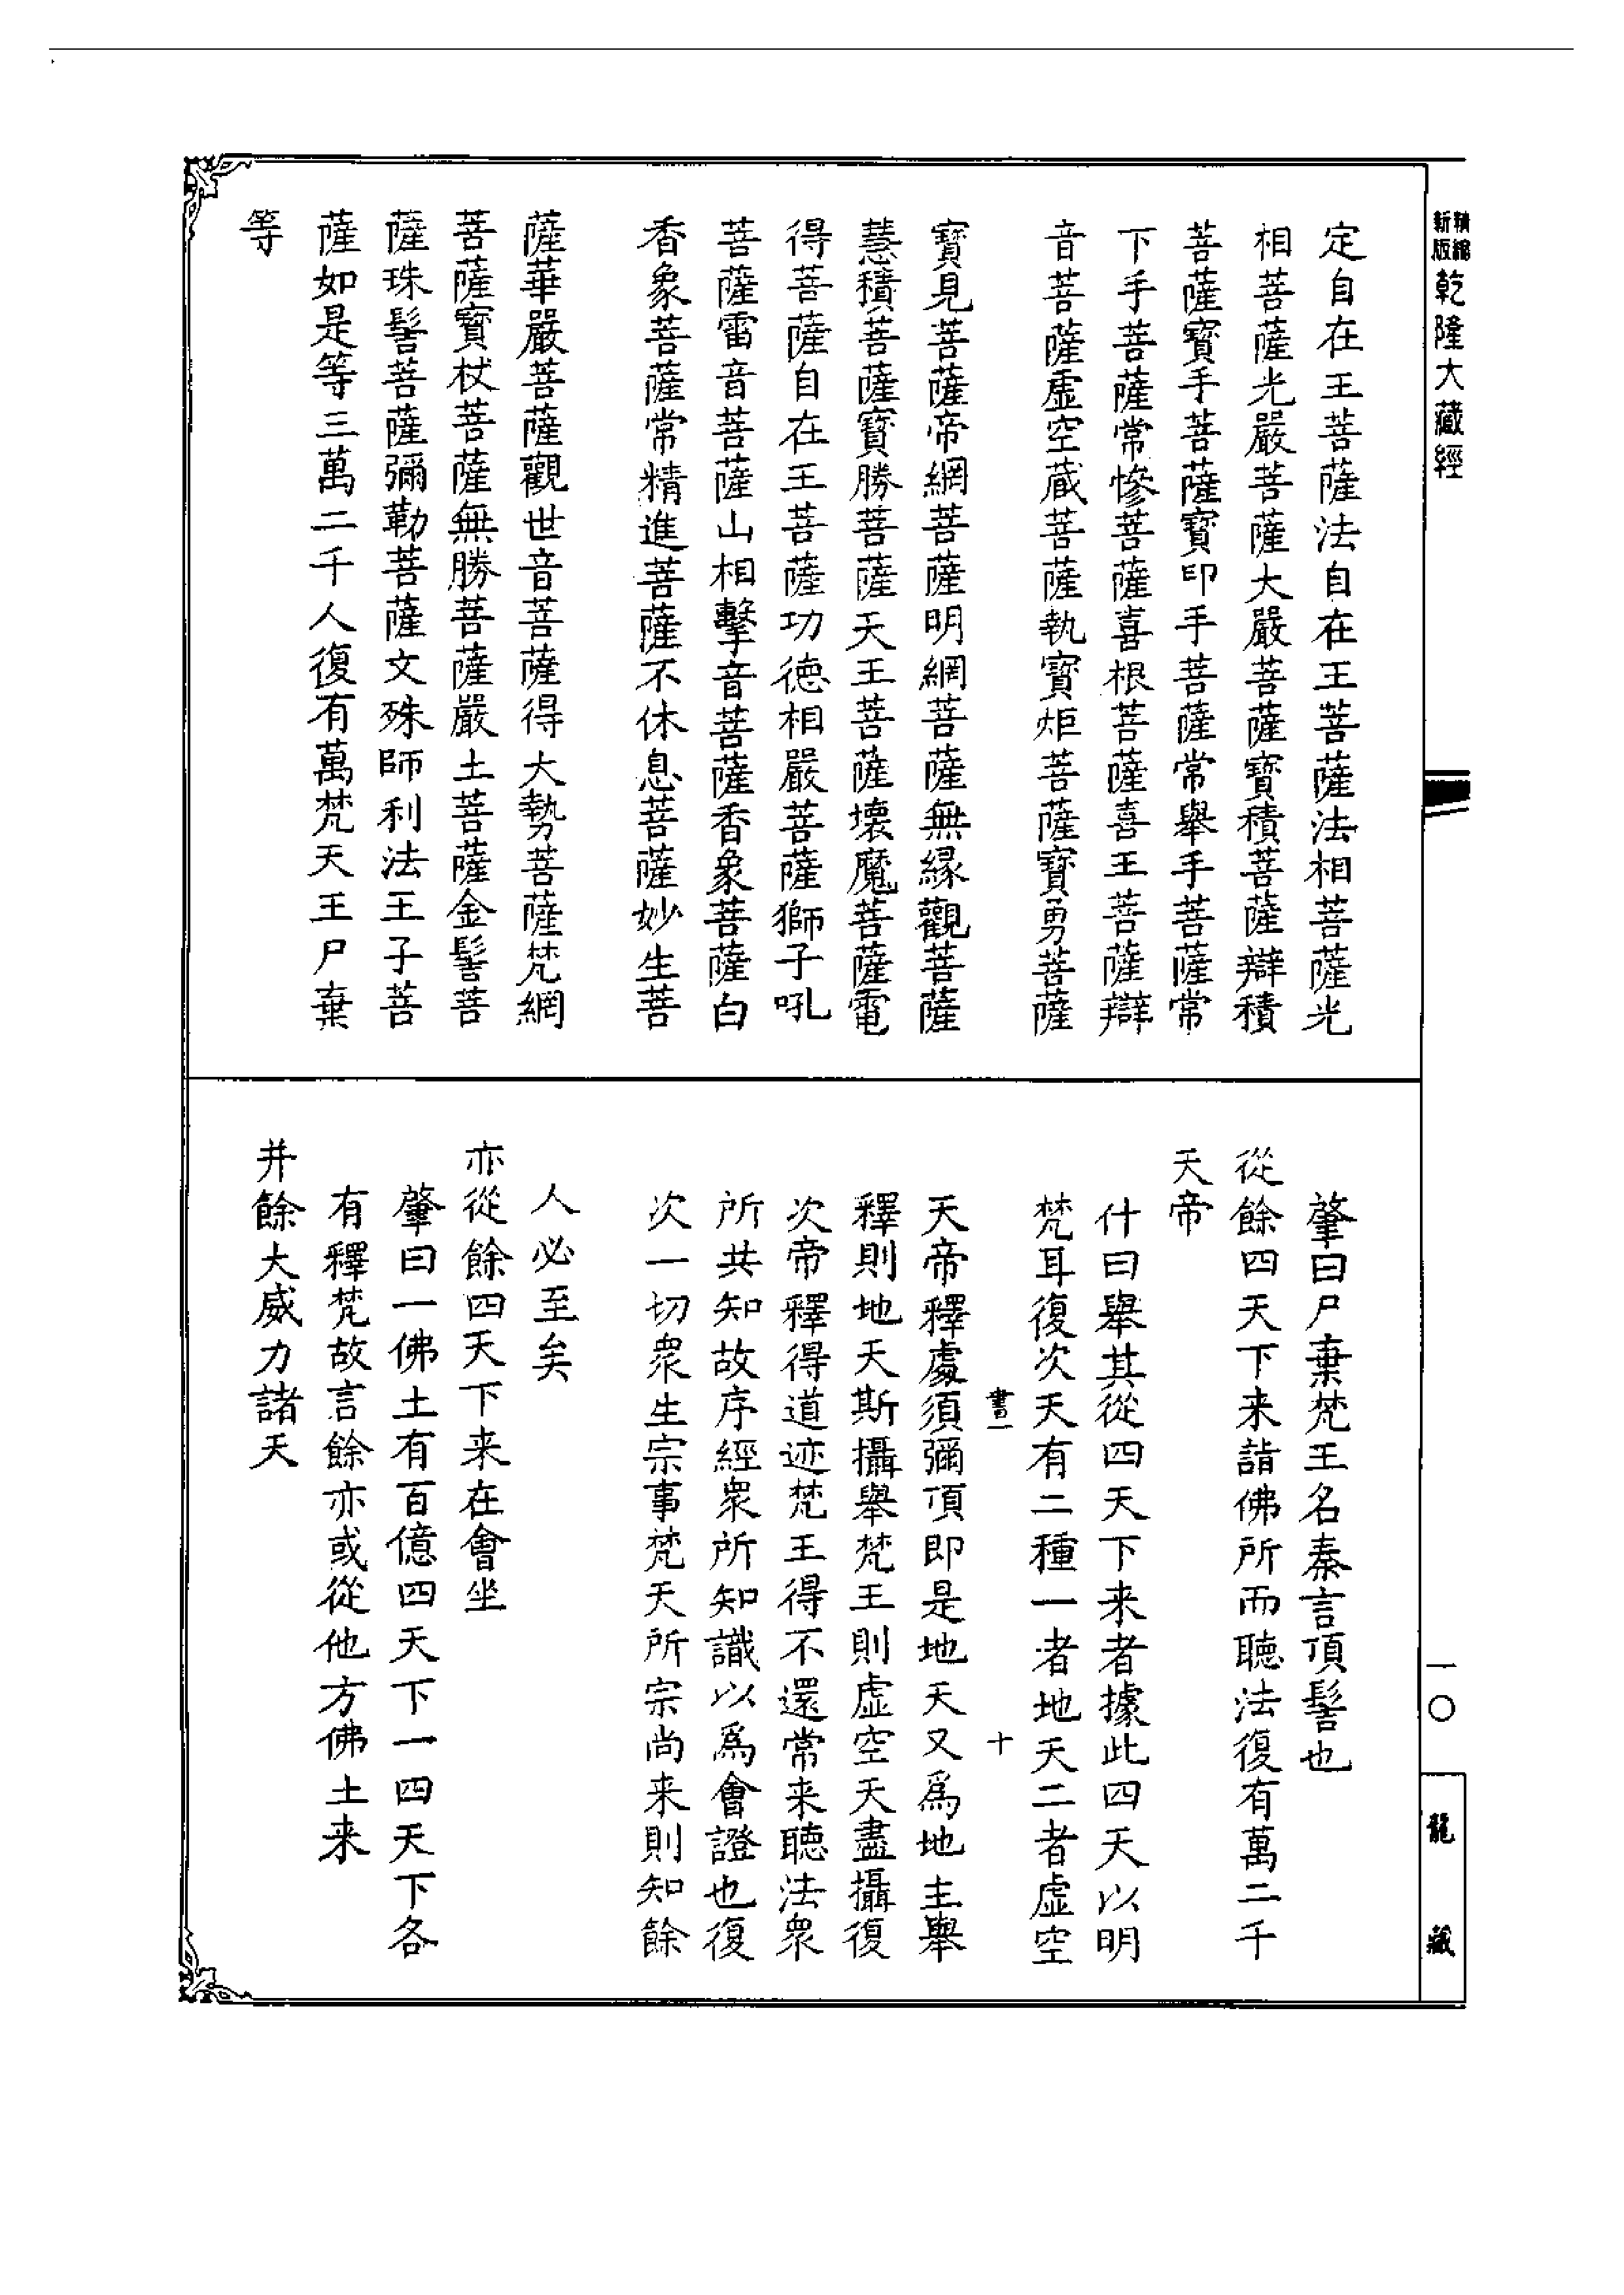 精縮新版乾隆大藏經
定自在王菩薩法自在王菩薩法相菩薩光
相菩薩光嚴菩薩大嚴菩薩寶積菩薩辯積
菩薩寶手菩薩寶印手菩薩常舉手菩薩常
下手菩薩常慘菩薩喜根菩薩喜王菩薩辯
音菩薩虛空藏菩薩執寶炬菩薩寶勇菩薩
寶見菩薩帝網菩薩明網菩薩無緣觀菩薩
慧積菩薩寶勝菩薩天王菩薩壞魔菩薩電
得菩薩自在王菩薩功德相嚴菩薩獅子吼
菩薩雷音菩薩山相擊音菩薩香象菩薩白
香象菩薩常精進菩薩不休息菩薩妙生菩
薩華嚴菩薩觀世音菩薩得大勢菩薩梵網
菩薩寶杖菩薩無勝菩薩嚴土菩薩金髻菩
薩珠髻菩薩彌勒菩薩文殊師利法王子菩
薩如是等三萬二千人復有萬梵天王尸棄
等
肇曰尸棄梵王名秦言頂髻也
從餘四天下来詣佛所而聽法復有萬二千
天帝
什曰舉其從四天下来者據此四天以明
梵耳復次天有二種一者地天二者虛空
書一 十
天帝釋處須彌頂即是地天又為地主舉
釋則地天斯攝舉梵王則虛空天盡攝復
次帝釋得道迹梵王得不還常来聽法眾
所共知故序經眾所知識以為會證也復
次一切眾生宗事梵天所宗尚来則知餘
人必至矣
亦從餘四天下来在會坐
肇曰一佛土有百億四天下一四天下各
有釋梵故言餘亦或從他方佛土来
并餘大威力諸天
一〇
龍藏